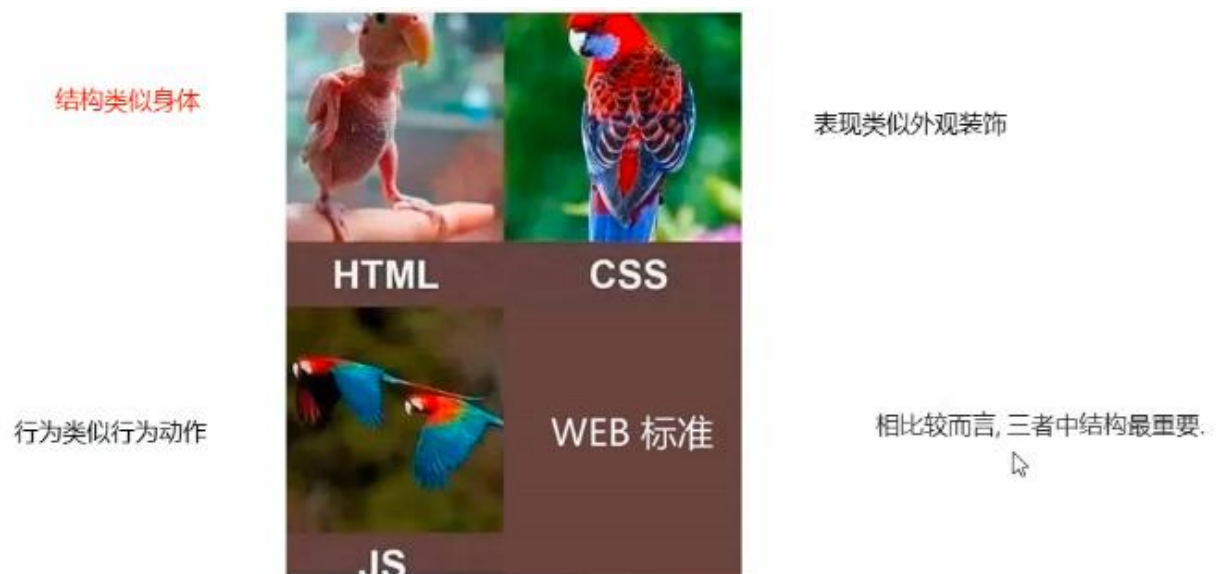 结构类似身体
表现类似外观装饰
HTML
CSS
行为类似行为动作
WEB 标准
相比较而言, 三者中结构最重要.
JS